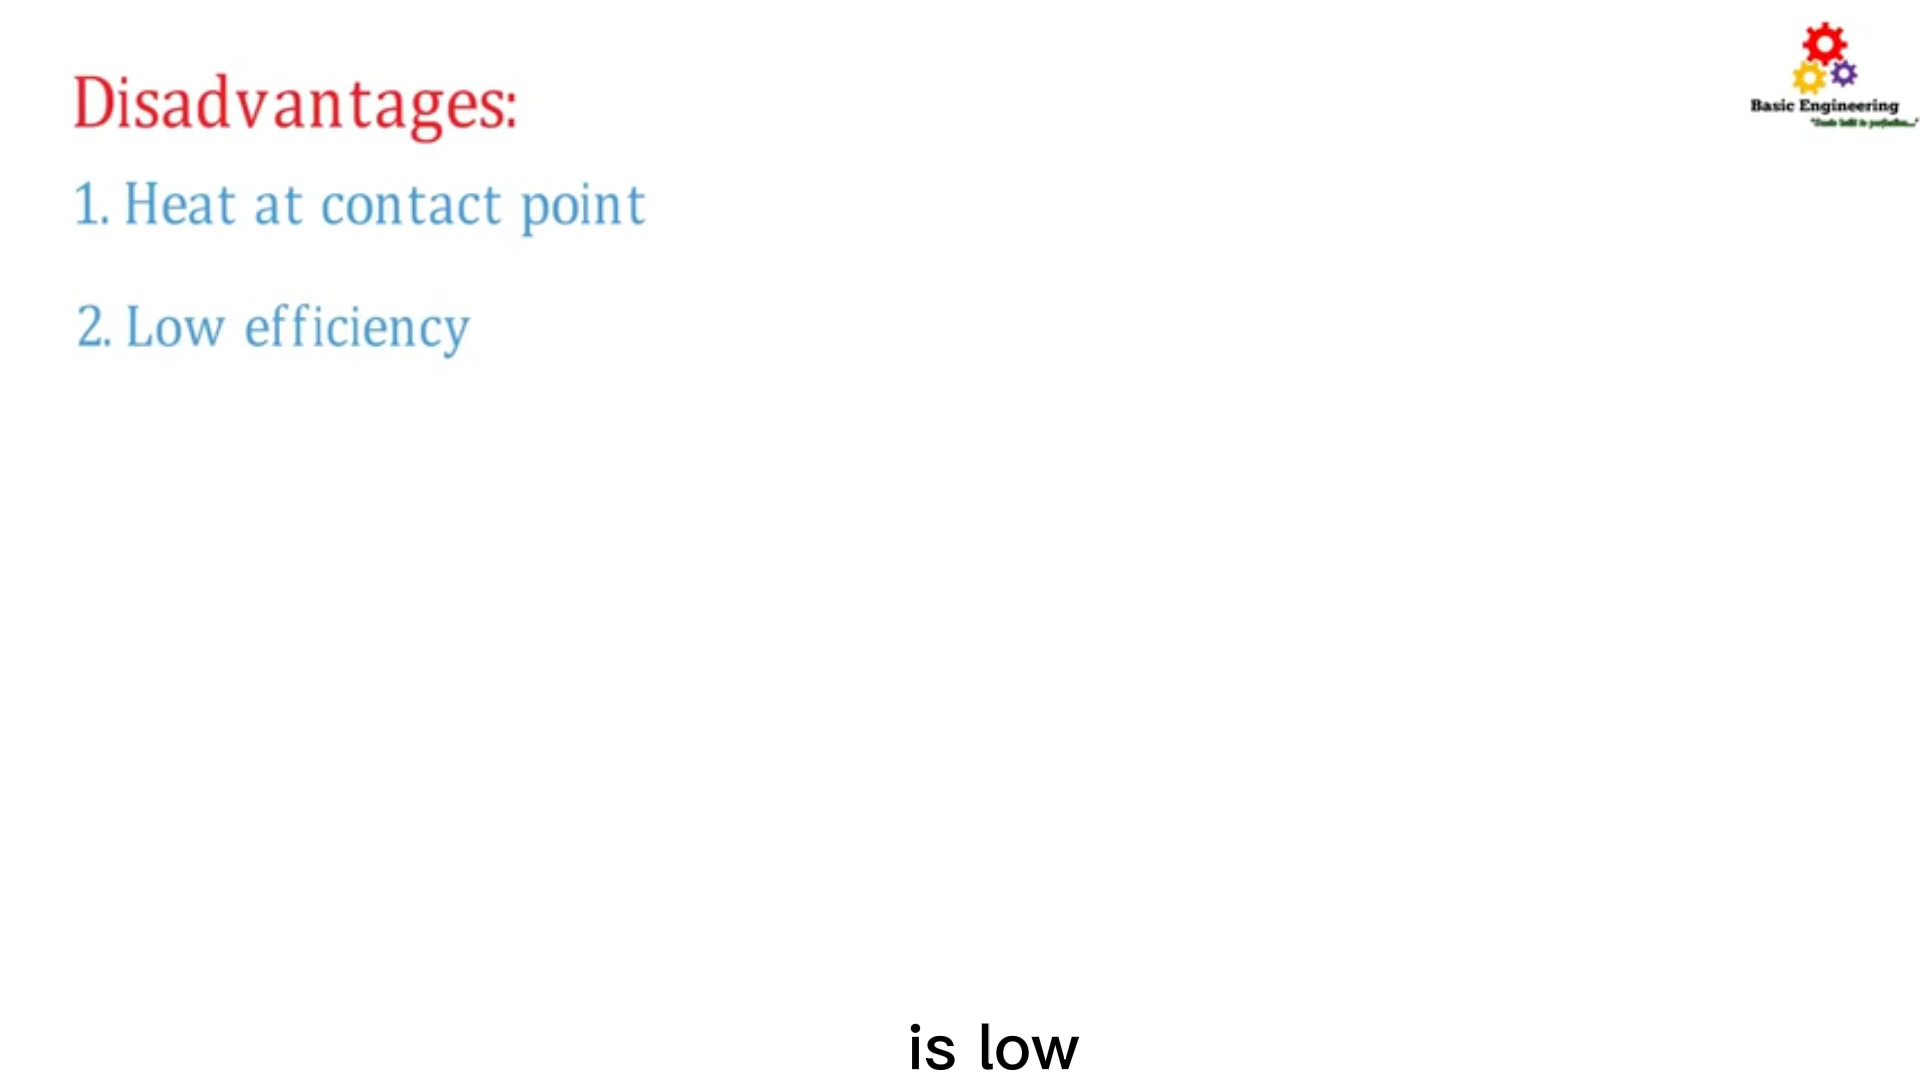 Disadvantages:
1. Heat at contact point
2. Low efficiency
Basic Engineering
is low